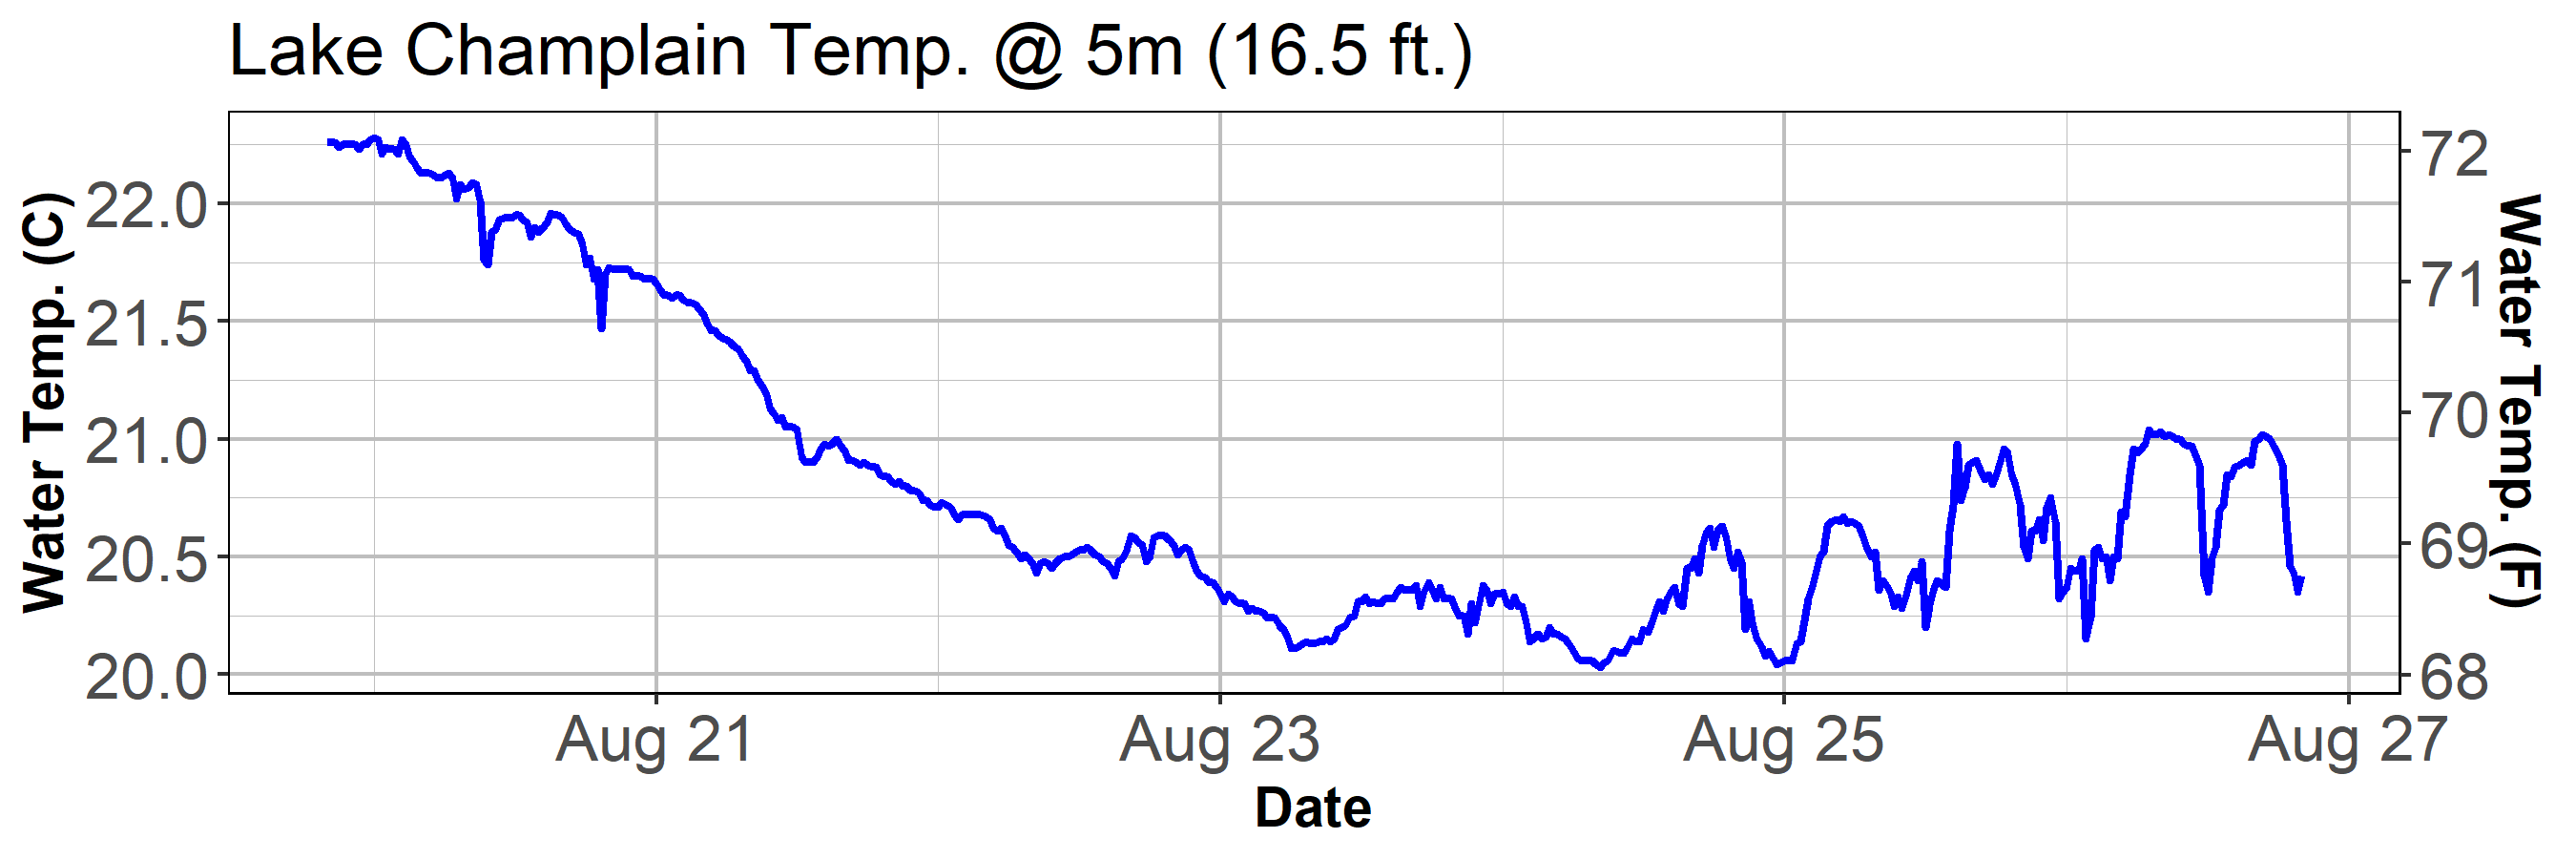 Lake Champlain Temp. @ 5m (16.5 ft.)
Water Temp. (C)
22.0
21.5
21.0
20.5
20.0
72
71
70
69
68
Water Temp. (F)
Aug 21
Aug 23
Aug 25
Aug 27
Date